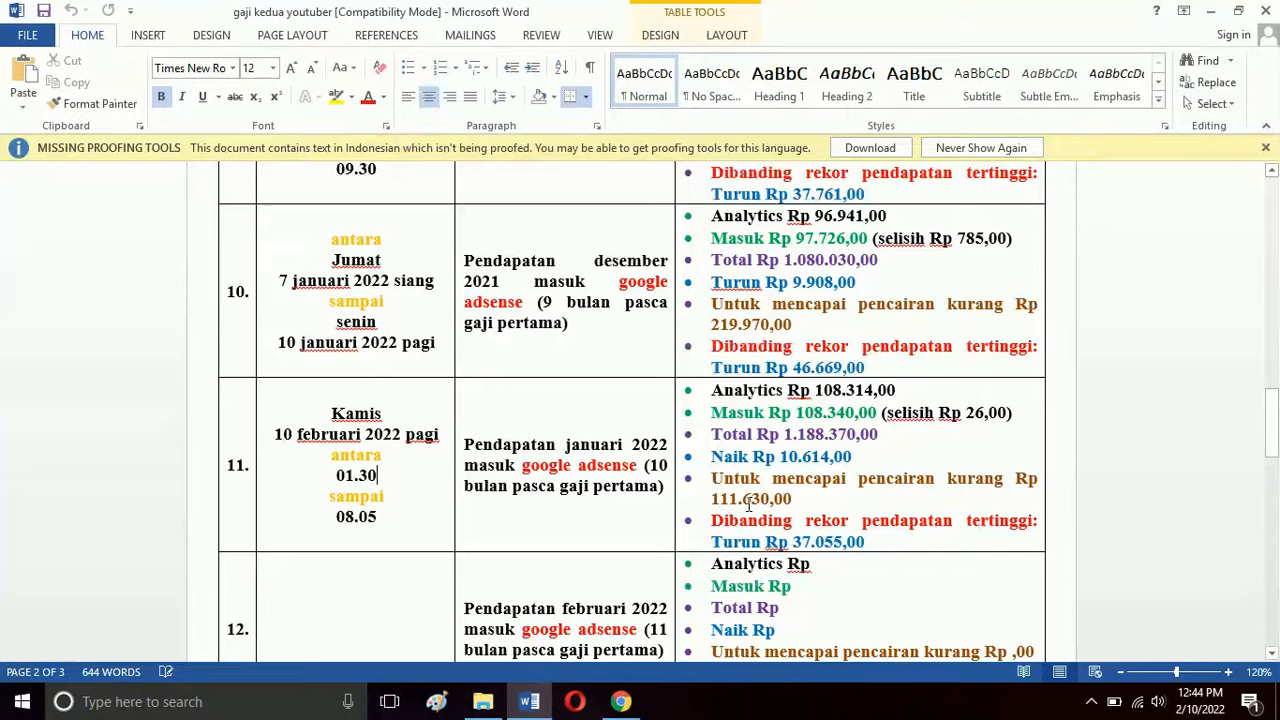 gaji kedua youtuber [Compatibility Mode] - Microsoft Word
TABLE TOOLS
FILE HOME INSERT DESIGN PAGE LAYOUT REFERENCES MAILINGS REVIEW VIEW DESIGN LAYOUT Sign in
Cut
Copy
Format Painter
Paste
Times New Ro 12
AaBbCcDc AaBbCcDc AaBbC AaBbCc AaBbC AaBbCcD AaBbCcDc AaBbCcDc
¶ Normal ¶ No Spac... Heading 1 Heading 2 Title Subtitle Subtle Em... Emphasis
Find
Replace
Select
Clipboard Font Paragraph Styles Editing
MISSING PROOFING TOOLS This document contains text in Indonesian which isn't being proofed. You may be able to get proofing tools for this language. Download Never Show Again
09.30
Dibanding rekor pendapatan tertinggi:
Turun Rp 37.761,00
10.
antara
Jumat
7 januari 2022 siang
sampai
senin
10 januari 2022 pagi
Pendapatan desember
2021 masuk google
adsense (9 bulan pasca
gaji pertama)
Analytics Rp 96.941,00
Masuk Rp 97.726,00 (selisih Rp 785,00)
Total Rp 1.080.030,00
Turun Rp 9.908,00
Untuk mencapai pencairan kurang Rp
219.970,00
Dibanding rekor pendapatan tertinggi:
Turun Rp 46.669,00
11.
Kamis
10 februari 2022 pagi
antara
01.30
sampai
08.05
Pendapatan januari 2022
masuk google adsense (10
bulan pasca gaji pertama)
Analytics Rp 108.314,00
Masuk Rp 108.340,00 (selisih Rp 26,00)
Total Rp 1.188.370,00
Naik Rp 10.614,00
Untuk mencapai pencairan kurang Rp
111.630,00
Dibanding rekor pendapatan tertinggi:
Turun Rp 37.055,00
12.
Pendapatan februari 2022
masuk google adsense (11
bulan pasca gaji pertama)
Analytics Rp
Masuk Rp
Total Rp
Naik Rp
Untuk mencapai pencairan kurang Rp ,00
PAGE 2 OF 3 644 WORDS 120%
Type here to search
12:44 PM
2/10/2022